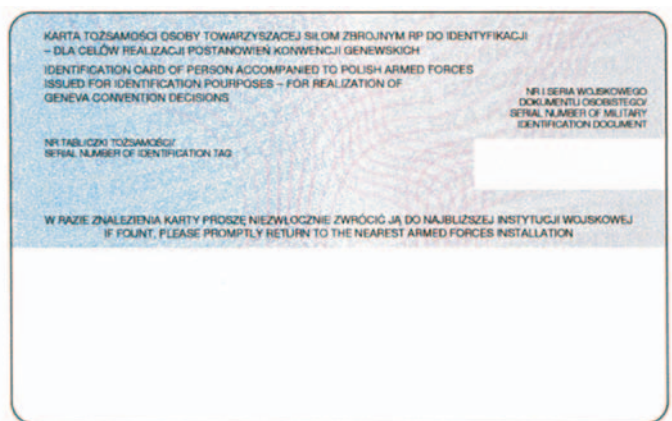 KARTA TOŻSAMOŚCI OSOBY TOWARZYSZĄCEJ SIŁOM ZBROJNYM RP DO IDENTYFIKACJI
– DLA CELÓW REALIZACJI POSTANOWIEŃ KONWENCJI GENEWSKICH
IDENTIFICATION CARD OF PERSON ACCOMPANIED TO POLISH ARMED FORCES
ISSUED FOR IDENTIFICATION POURPOSES – FOR REALIZATION OF
GENEVA CONVENTION DECISIONS
NR I SERIA WOJSKOWEGO
DOKUMENTU OSOBISTEGO/
SERIAL NUMBER OF MILITARY
IDENTIFICATION DOCUMENT
NR TABLICZKI TOŻSAMOŚCI/
SERIAL NUMBER OF IDENTIFICATION TAG
W RAZIE ZNALEZIENIA KARTY PROSZĘ NIEZWŁOCZNIE ZWRÓCIĆ JĄ DO NAJBLIŻSZEJ INSTYTUCJI WOJSKOWEJ
IF FOUNT, PLEASE PROMPTLY RETURN TO THE NEAREST ARMED FORCES INSTALLATION